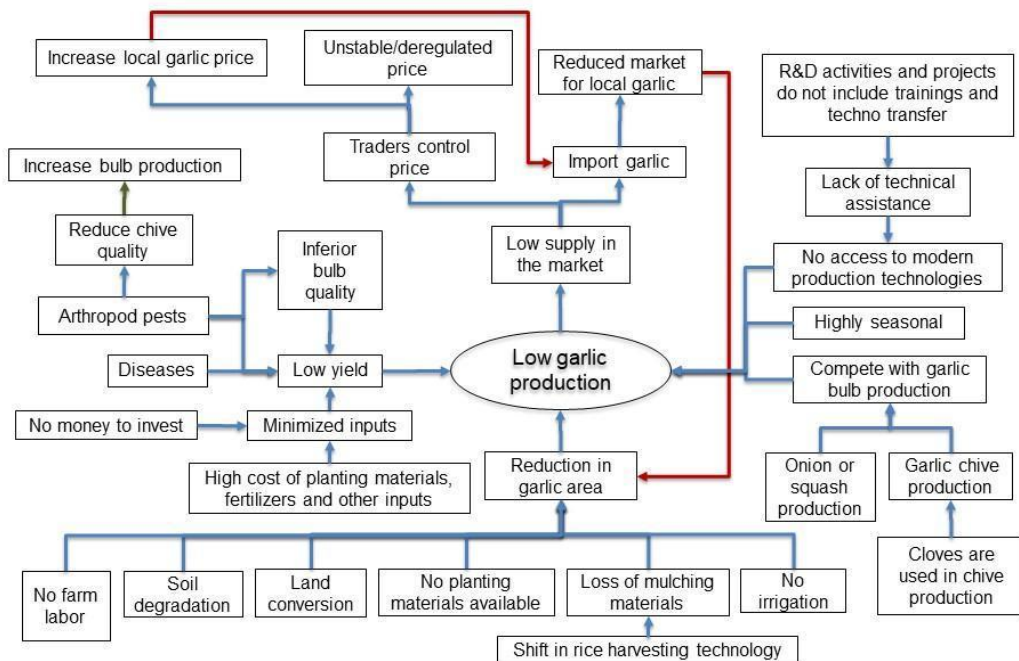 Increase local garlic price
Unstable/deregulated
price
Reduced market
for local garlic
R&D activities and projects
do not include trainings and
techno transfer
Traders control
price
Import garlic
Increase bulb production
Lack of technical
assistance
Reduce chive
quality
Inferior
bulb
quality
Low supply in
the market
No access to modern
production technologies
Arthropod pests
Highly seasonal
Diseases
Low yield
Low garlic
production
Compete with garlic
bulb production
No money to invest
Minimized inputs
High cost of planting materials,
fertilizers and other inputs
Reduction in
garlic area
Onion or
squash
production
Garlic chive
production
No farm
labor
Soil
degradation
Land
conversion
No planting
materials available
Loss of mulching
materials
No
irrigation
Cloves are
used in chive
production
Shift in rice harvesting technology